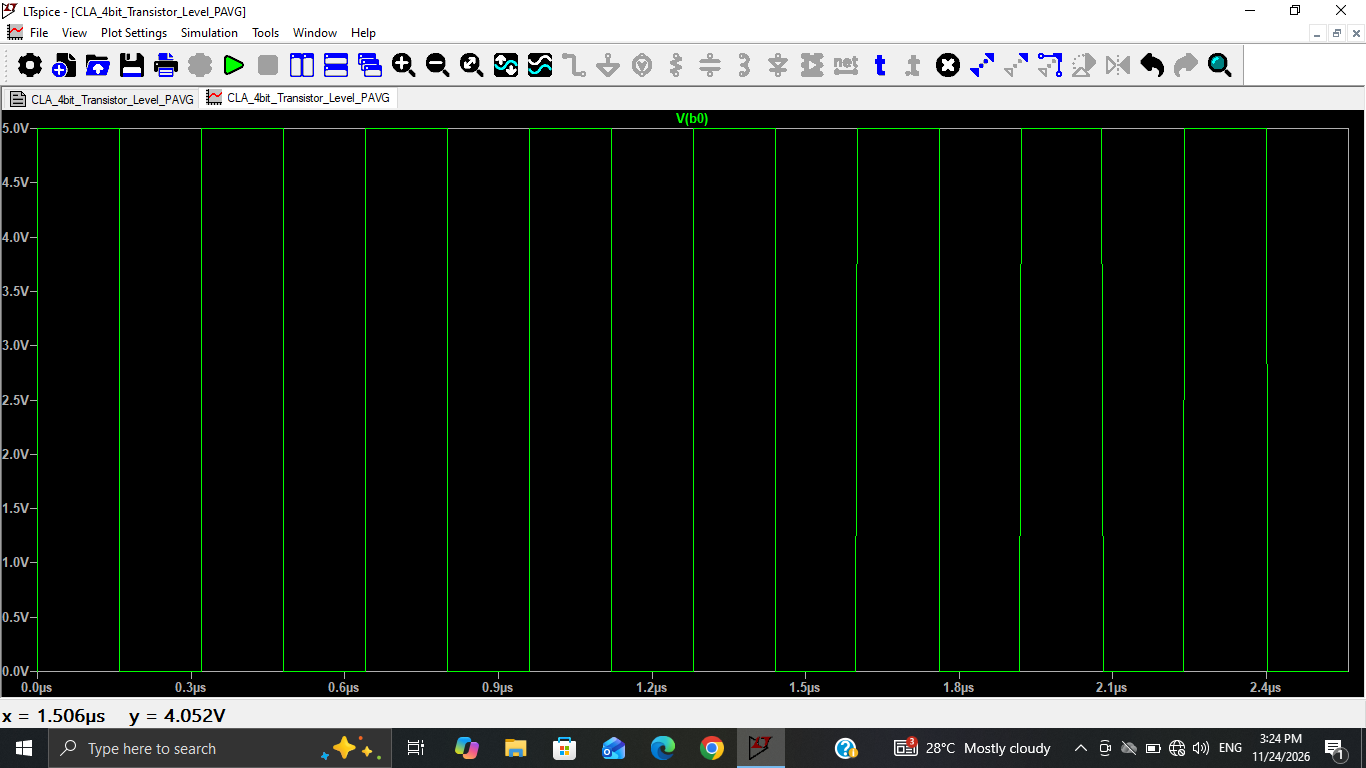 LTspice - [CLA_4bit_Transistor_Level_PAVG]
File View Plot Settings Simulation Tools Window Help
net t t
CLA_4bit_Transistor_Level_PAVG CLA_4bit_Transistor_Level_PAVG
V(b0)
5.0V
4.5V
4.0V
3.5V
3.0V
2.5V
2.0V
1.5V
1.0V
0.5V
0.0V
0.0µs 0.3µs 0.6µs 0.9µs 1.2µs 1.5µs 1.8µs 2.1µs 2.4µs
x = 1.506µs y = 4.052V
Type here to search 3 28°C Mostly cloudy ENG 3:24 PM 1
11/24/2026